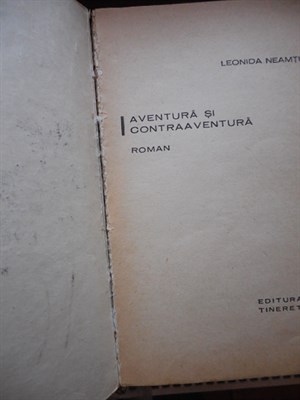 LEONIDA NEAMȚU
AVENTURĂ ȘI
CONTRAAVENTURĂ
ROMAN
EDITURA
TINERET